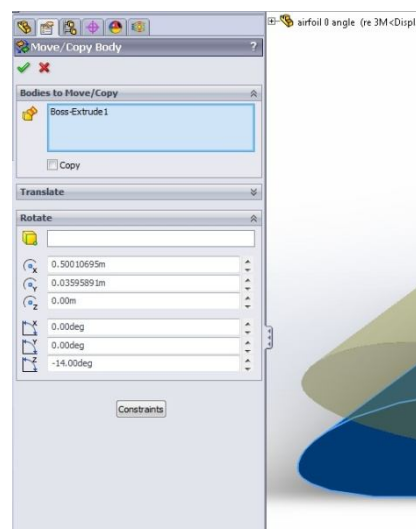 airfoil 0 angle (re 3M<Displ
Move/Copy Body ?
Bodies to Move/Copy
Boss-Extrude1
Copy
Translate
Rotate
X 0.50010695m
Y 0.03595891m
Z 0.00m
X 0.00deg
Y 0.00deg
Z -14.00deg
Constraints